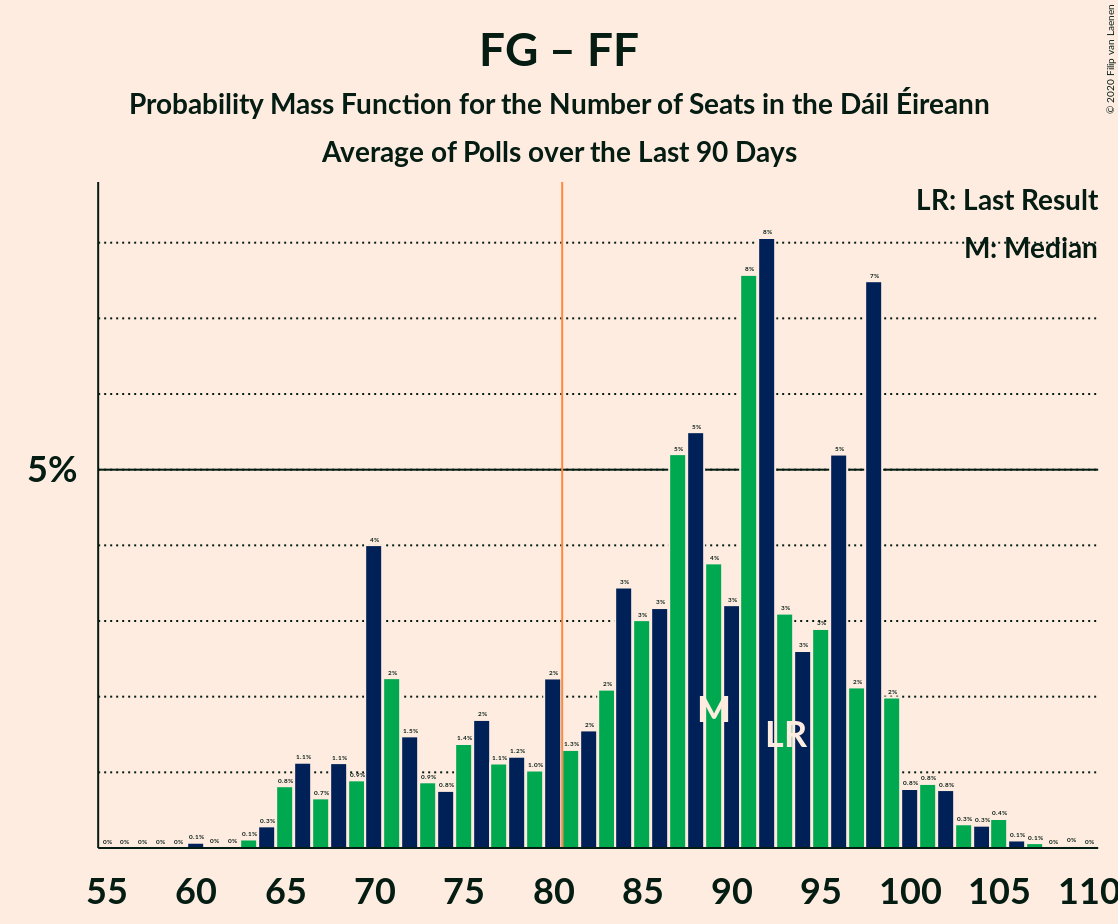 FG – FF
Probability Mass Function for the Number of Seats in the Dáil Éireann
Average of Polls over the Last 90 Days
© 2020 Filip van Laenen
LR: Last Result
M: Median
5%
0% 0% 0% 0% 0% 0.1% 0% 0% 0.1% 0.3% 0.8% 1.1% 0.7% 1.1% 0.9% 4% 2% 1.5% 0.9% 0.8% 1.4% 2% 1.1% 1.2% 1.0% 2% 1.3% 2% 2% 3% 3% 3% 5% 5% 4% 3% 8% 8% 3% 3% 3% 5% 2% 7% 2% 0.8% 0.8% 0.8% 0.3% 0.3% 0.4% 0.1% 0.1% 0% 0% 0%
M
LR
55 60 65 70 75 80 85 90 95 100 105 110